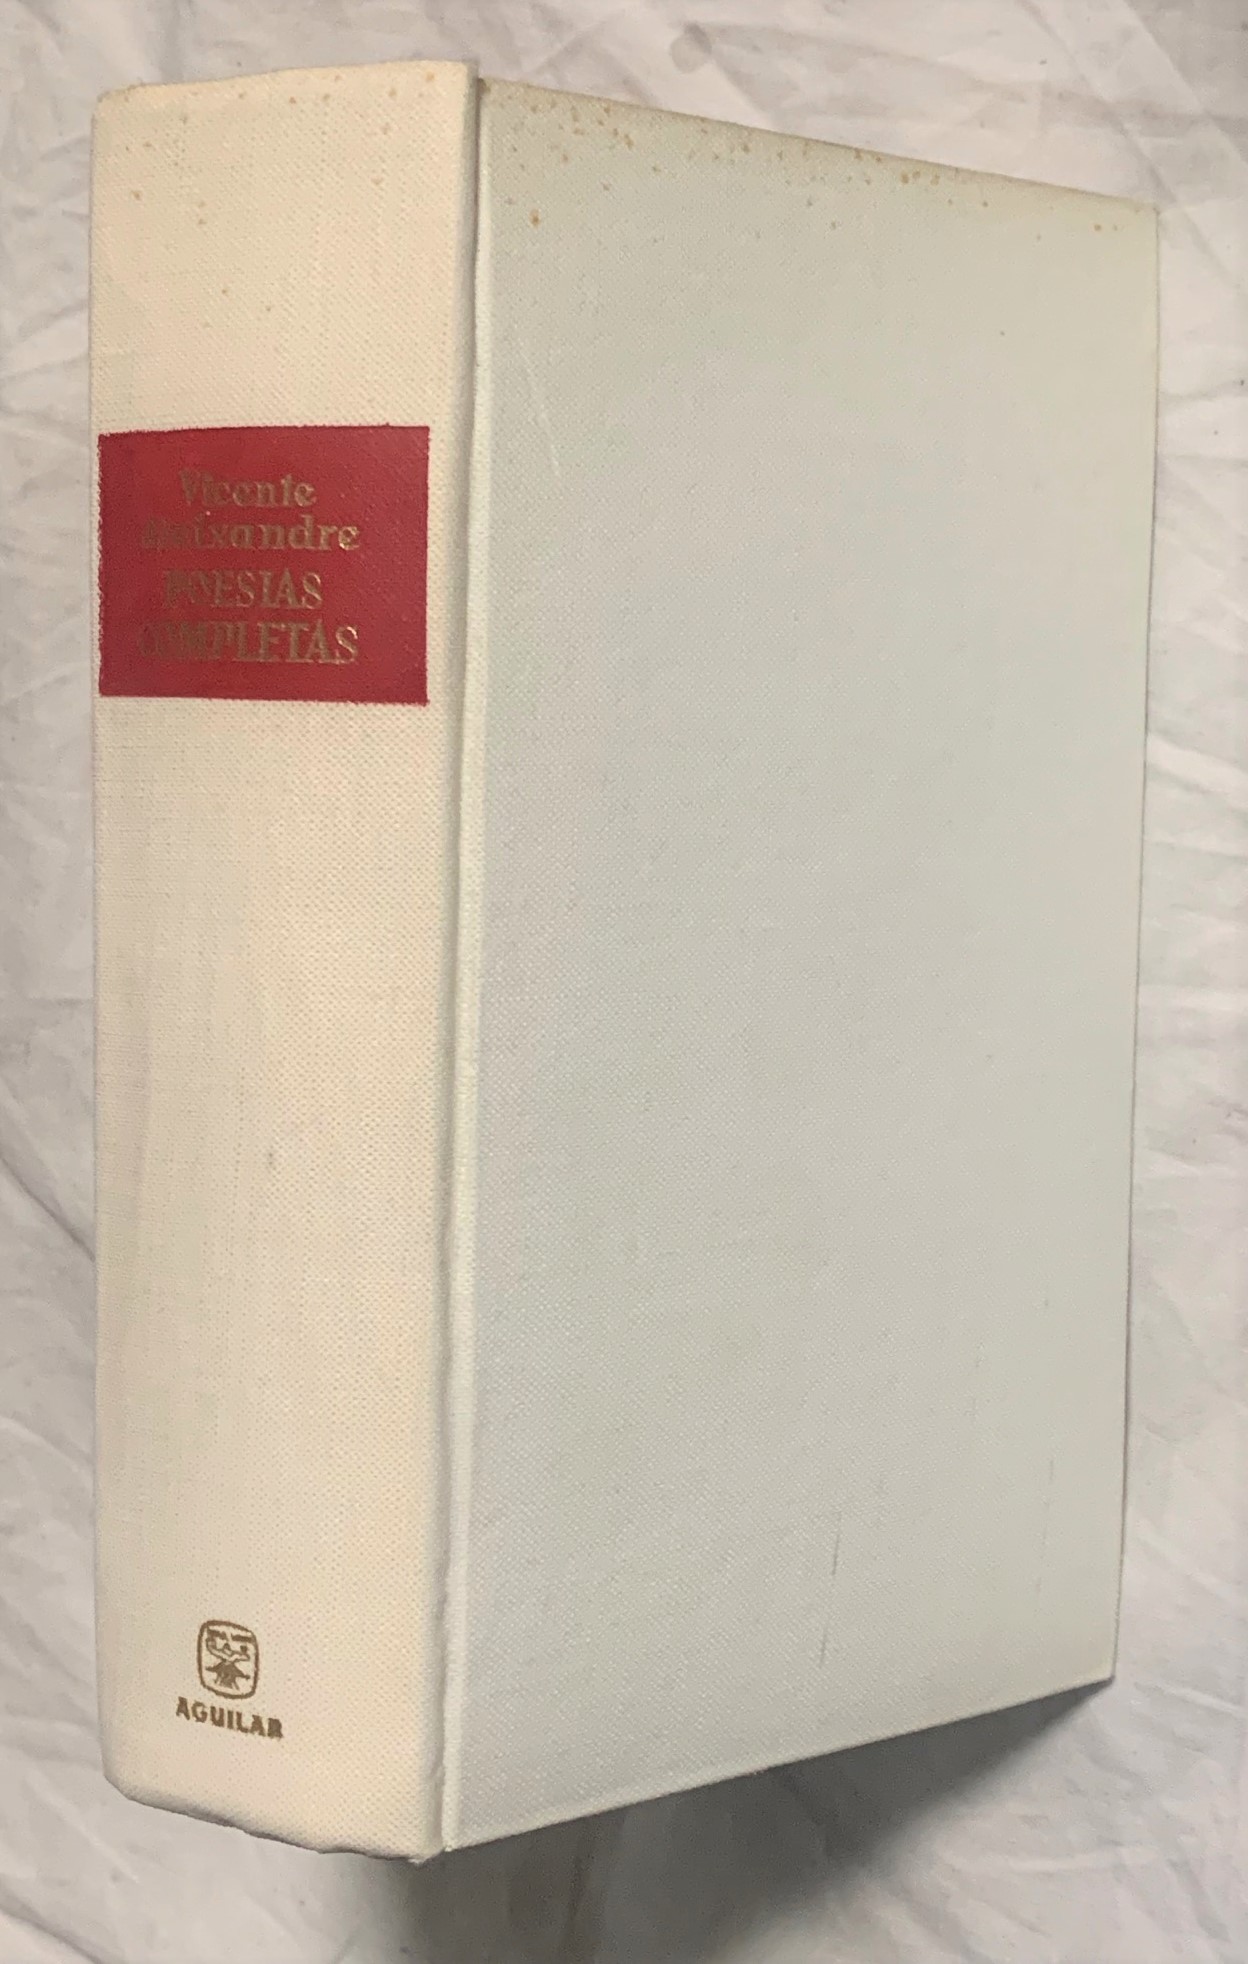 Vicente
Aleixandre
POESIAS
COMPLETAS
AGUILAR